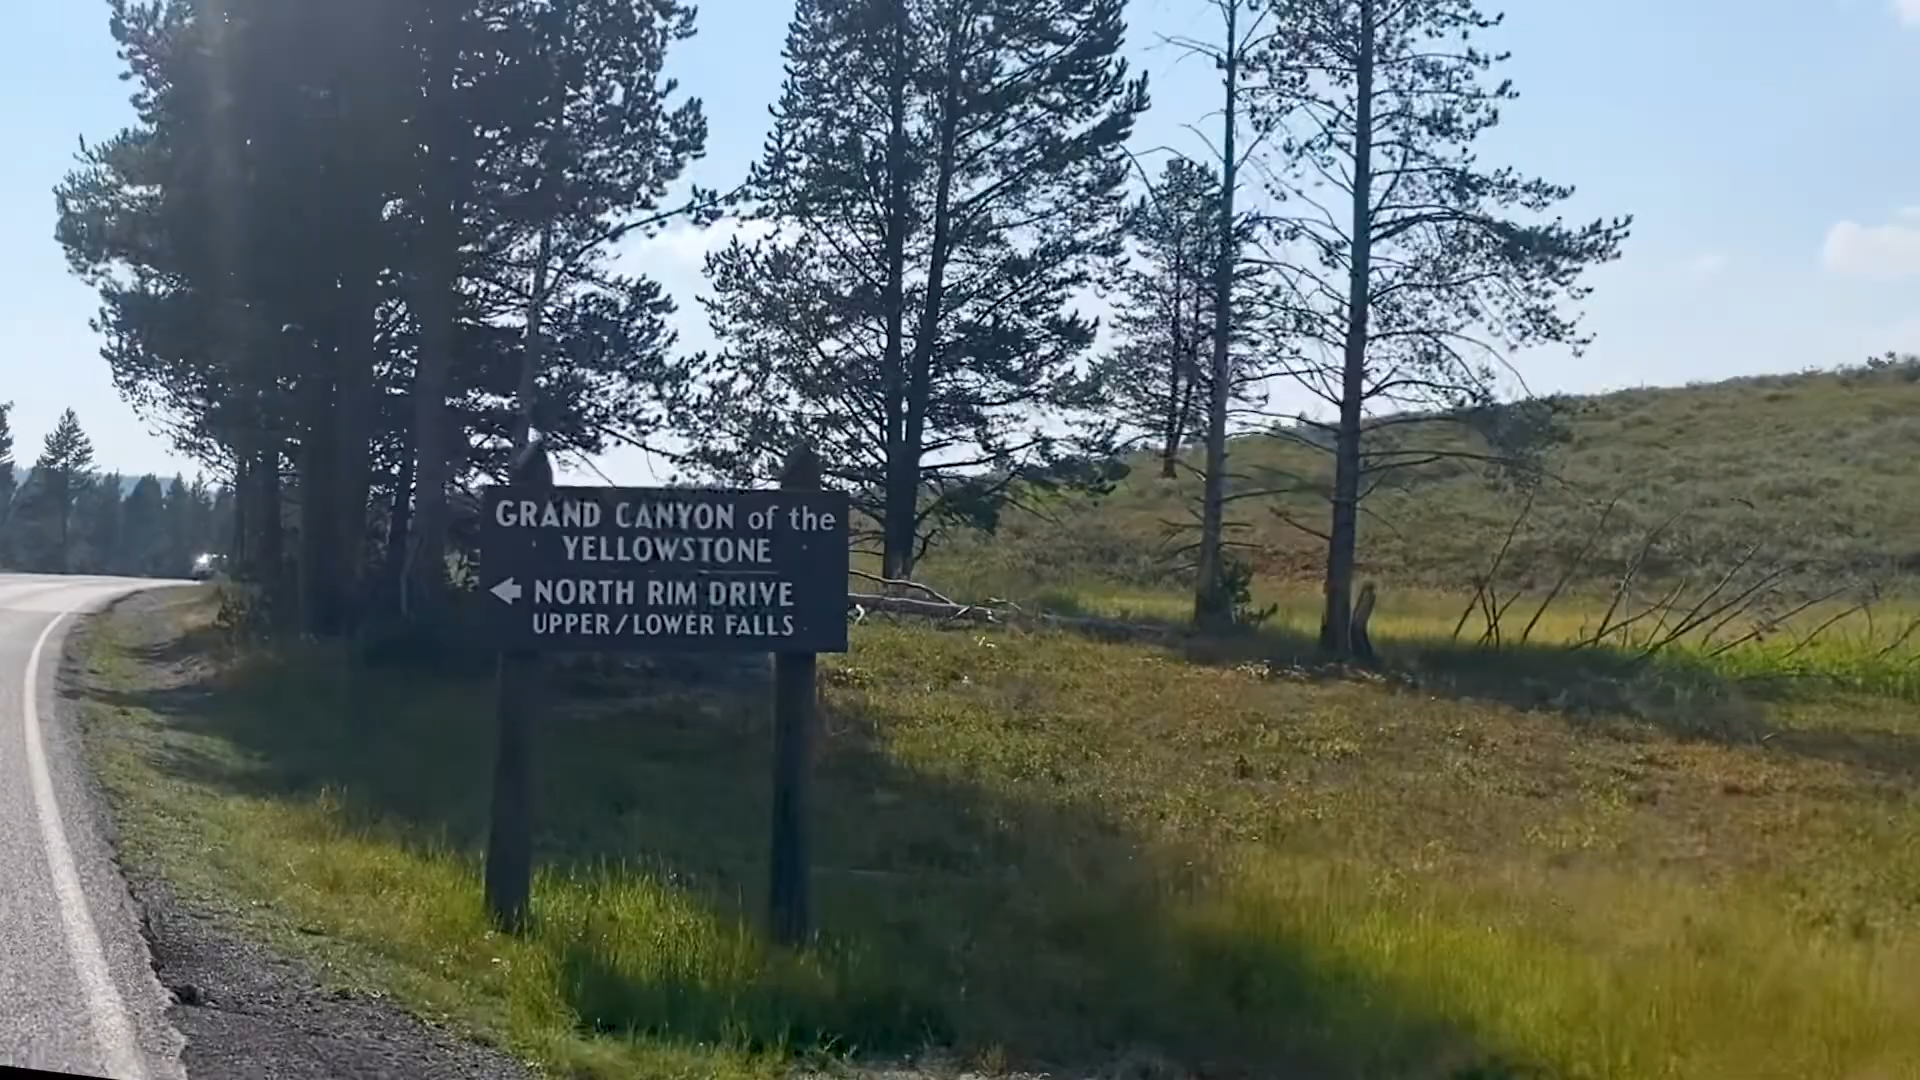 GRAND CANYON of the
YELLOWSTONE
NORTH RIM DRIVE
UPPER/LOWER FALLS